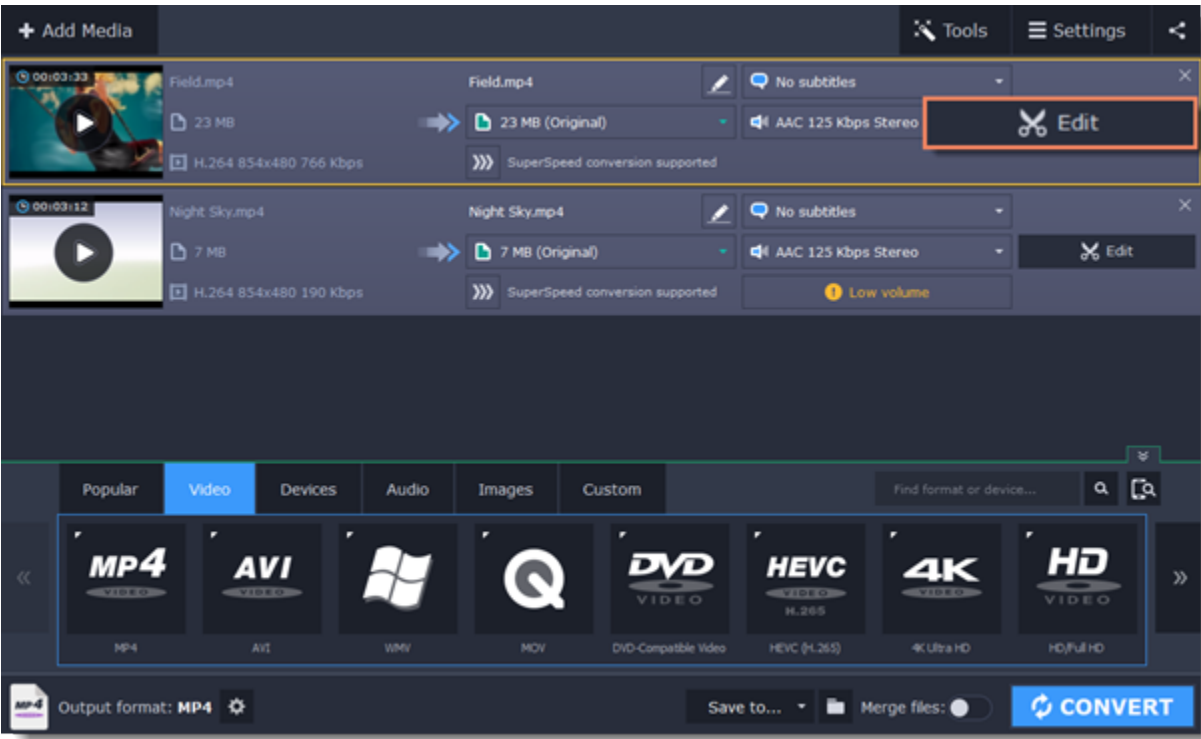 Add Media
Tools
Settings
00:03:33
Field.mp4
Field.mp4
No subtitles
23 MB
23 MB (Original)
AAC 125 Kbps Stereo
Edit
H.264 854x480 766 Kbps
SuperSpeed conversion supported
00:03:12
Night Sky.mp4
Night Sky.mp4
No subtitles
7 MB
7 MB (Original)
AAC 125 Kbps Stereo
Edit
H.264 854x480 190 Kbps
SuperSpeed conversion supported
Low volume
Popular
Video
Devices
Audio
Images
Custom
Find format or device...
MP4
VIDEO
AVI
VIDEO
DVD
VIDEO
HEVC
VIDEO
H.265
4K
VIDEO
HD
VIDEO
MP4
AVI
WMV
MOV
DVD-Compatible Video
HEVC (H.265)
4K Ultra HD
HD/Full HD
MP4
Output format: MP4
Save to...
Merge files:
CONVERT